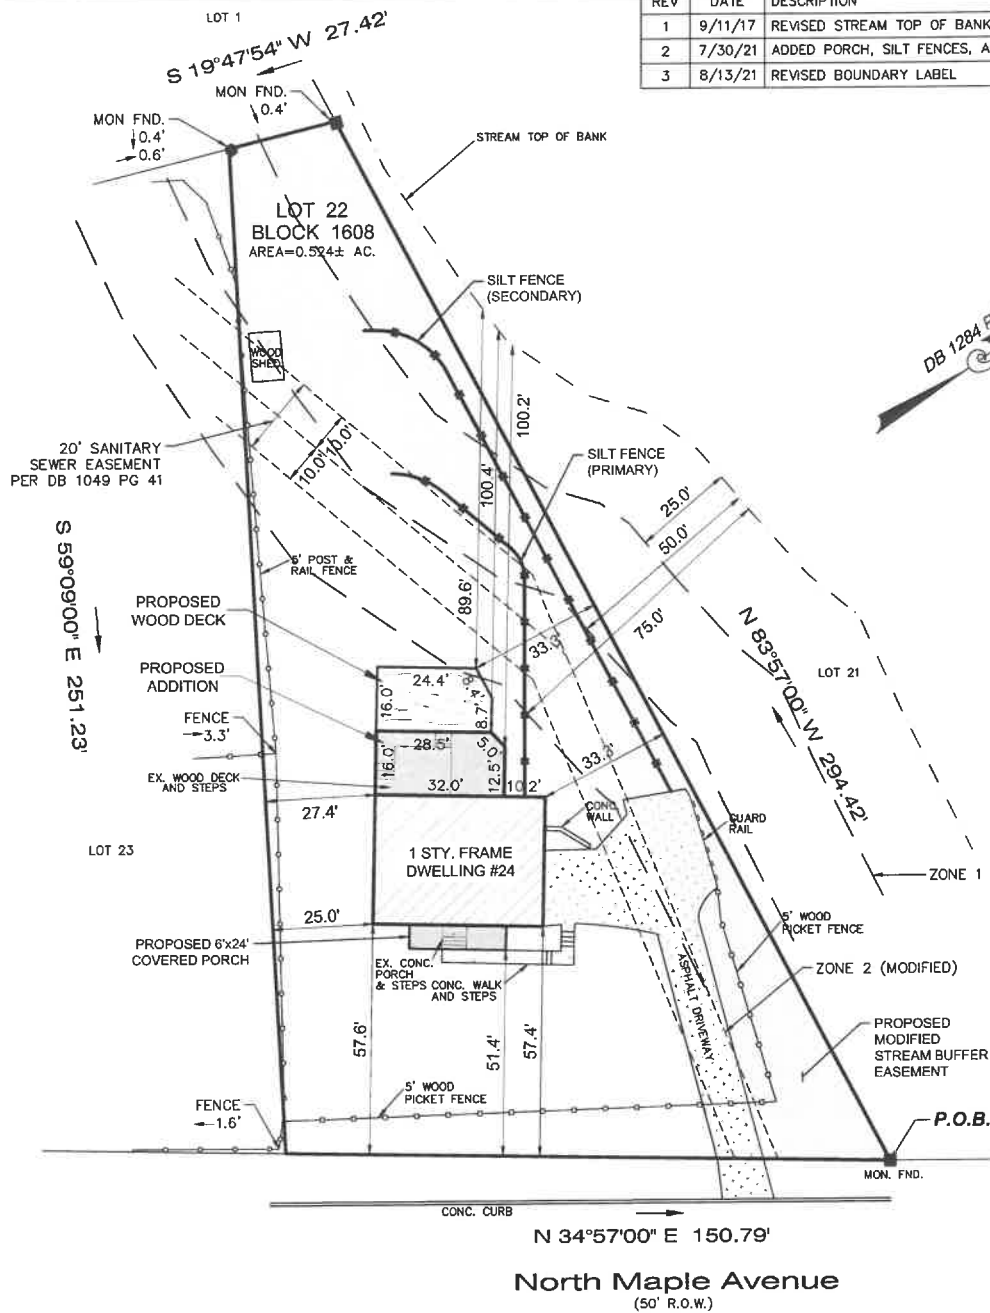 LOT 1
REV DATE DESCRIPTION
1 9/11/17 REVISED STREAM TOP OF BANK
2 7/30/21 ADDED PORCH, SILT FENCES, A
3 8/13/21 REVISED BOUNDARY LABEL
S 19°47'54" W 27.42'
MON FND.
0.4'
MON FND.
0.4'
0.6'
STREAM TOP OF BANK
LOT 22
BLOCK 1608
AREA=0.524± AC.
SILT FENCE
(SECONDARY)
DB 1284
WOOD
SHED
100.2'
20' SANITARY
SEWER EASEMENT
PER DB 1049 PG 41
10.0'
10.0'
100.4'
SILT FENCE
(PRIMARY)
25.0'
50.0'
75.0'
S 59°09'00" E 251.23'
5' POST &
RAIL FENCE
89.6'
PROPOSED
WOOD DECK
33.3'
N 83°57'00" W 294.42'
LOT 21
PROPOSED
ADDITION
24.4'
16.0'
8.4'
8.7'
FENCE
3.3'
28.5'
5.0'
16.0'
12.5'
33.3'
EX. WOOD DECK
AND STEPS
32.0'
10.2'
27.4'
CONC.
WALL
GUARD
RAIL
LOT 23
1 STY. FRAME
DWELLING #24
ZONE 1
25.0'
5' WOOD
PICKET FENCE
PROPOSED 6'x24'
COVERED PORCH
EX. CONC.
PORCH
& STEPS
CONC. WALK
AND STEPS
ASPHALT DRIVEWAY
ZONE 2 (MODIFIED)
57.6'
51.4'
57.4'
PROPOSED
MODIFIED
STREAM BUFFER
EASEMENT
5' WOOD
PICKET FENCE
FENCE
1.6'
P.O.B.
MON. FND.
CONC. CURB
N 34°57'00" E 150.79'
North Maple Avenue
(50' R.O.W.)